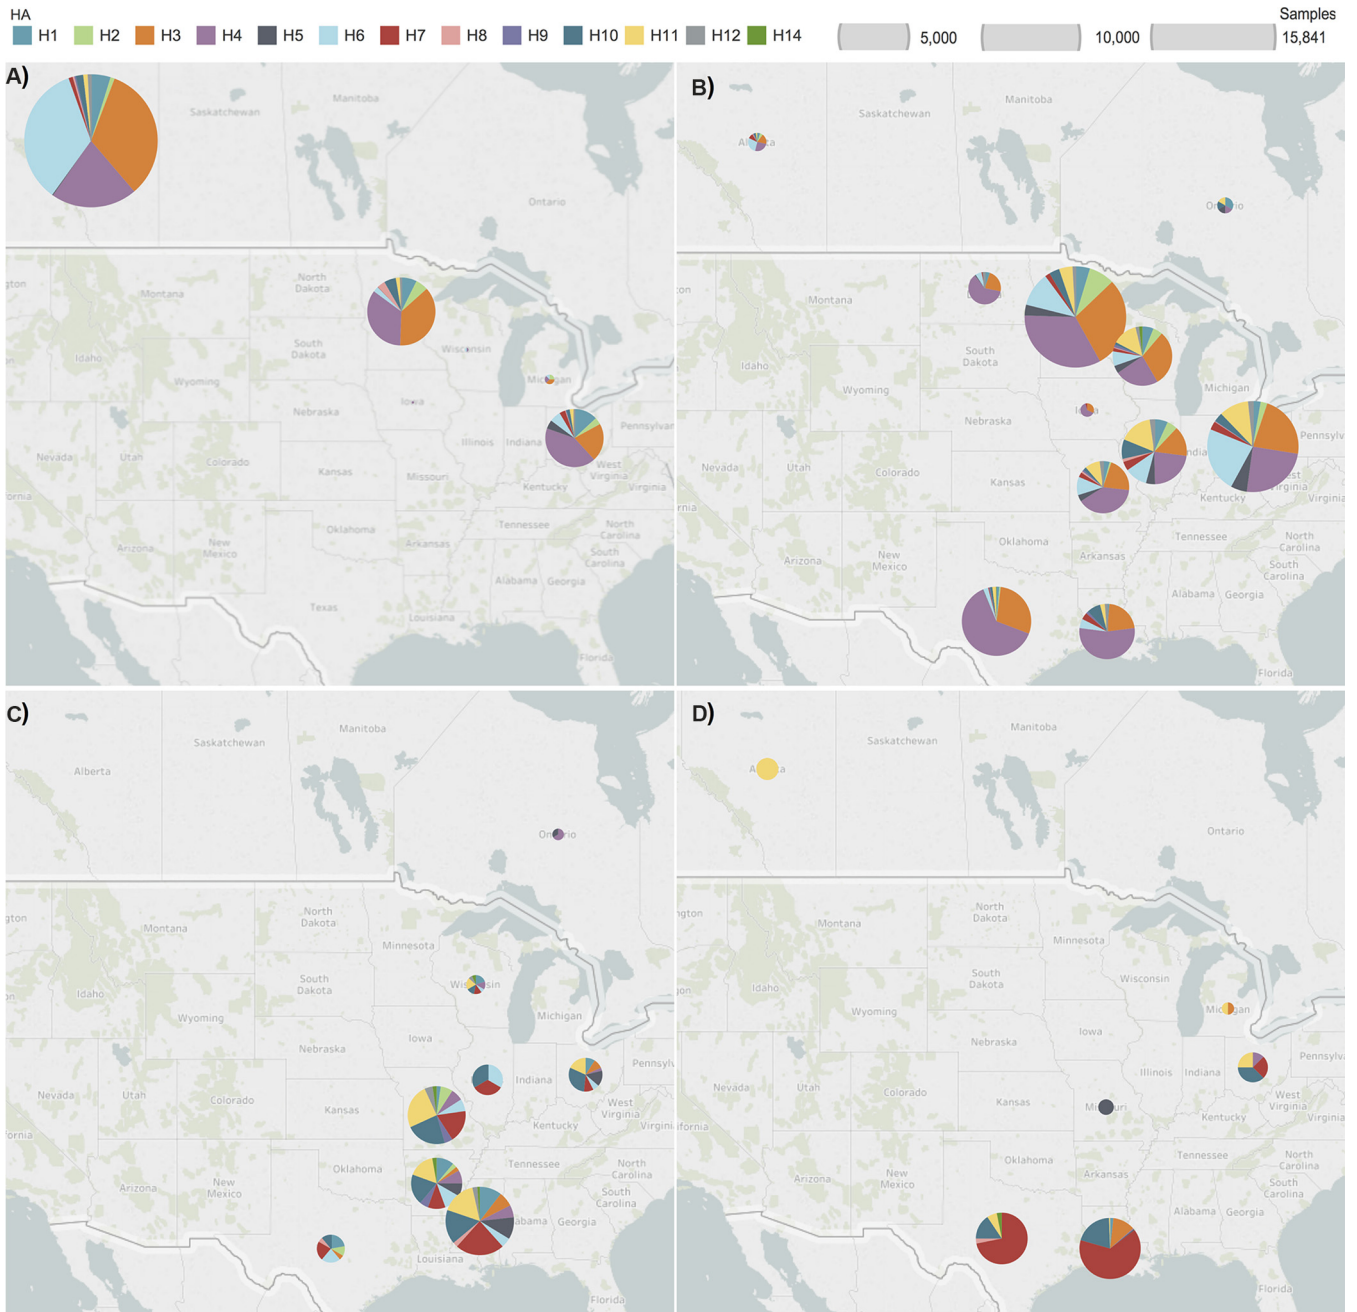 HA
H1 H2 H3 H4 H5 H6 H7 H8 H9 H10 H11 H12 H14
Samples
5,000 10,000 15,841
A)
Saskatchewan
Manitoba
Ontario
North
Dakota
Montana
South
Dakota
Wisconsin
Idaho
Michigan
Wyoming
Iowa
Nebraska
Illinois
Indiana
Pennsylvan
Nevada
Utah
Colorado
Kansas
Missouri
West
Virginia
Kentucky
Virginia
Oklahoma
Tennessee
North
Carolina
Arizona
New
Mexico
Arkansas
South
Carolina
Alabama
Georgia
Texas
Louisiana
Florida
B)
Saskatchewan
Manitoba
Montana
South
Dakota
Idaho
Michigan
Wyoming
Nebraska
Pennsylv
Nevada
Utah
Colorado
Kansas
Kentucky
Virginia
Oklahoma
Tennessee
North
Carolina
Arizona
New
Mexico
Arkansas
South
Carolina
Alabama
Georgia
Florida
C)
Saskatchewan
Manitoba
Alberta
North
Dakota
Montana
Minnesota
South
Dakota
Idaho
Michigan
Wyoming
Iowa
Nebraska
Indiana
Pennsylv
Nevada
Utah
Colorado
Kansas
West
Virginia
Kentucky
Virgini
Oklahoma
Tennessee
North
Carolina
Arizona
New
Mexico
South
Carolina
Georgia
Louisiana
Florida
D)
Saskatchewan
Manitoba
Ontario
North
Dakota
Montana
Minnesota
South
Dakota
Wisconsin
Idaho
Wyoming
Iowa
Nebraska
Illinois
Indiana
Pennsylv
Nevada
Utah
Colorado
Kansas
West
Virginia
Kentucky
Virginia
Oklahoma
Tennessee
North
Carolina
Arizona
New
Mexico
Arkansas
South
Carolina
Alabama
Georgia
Florida